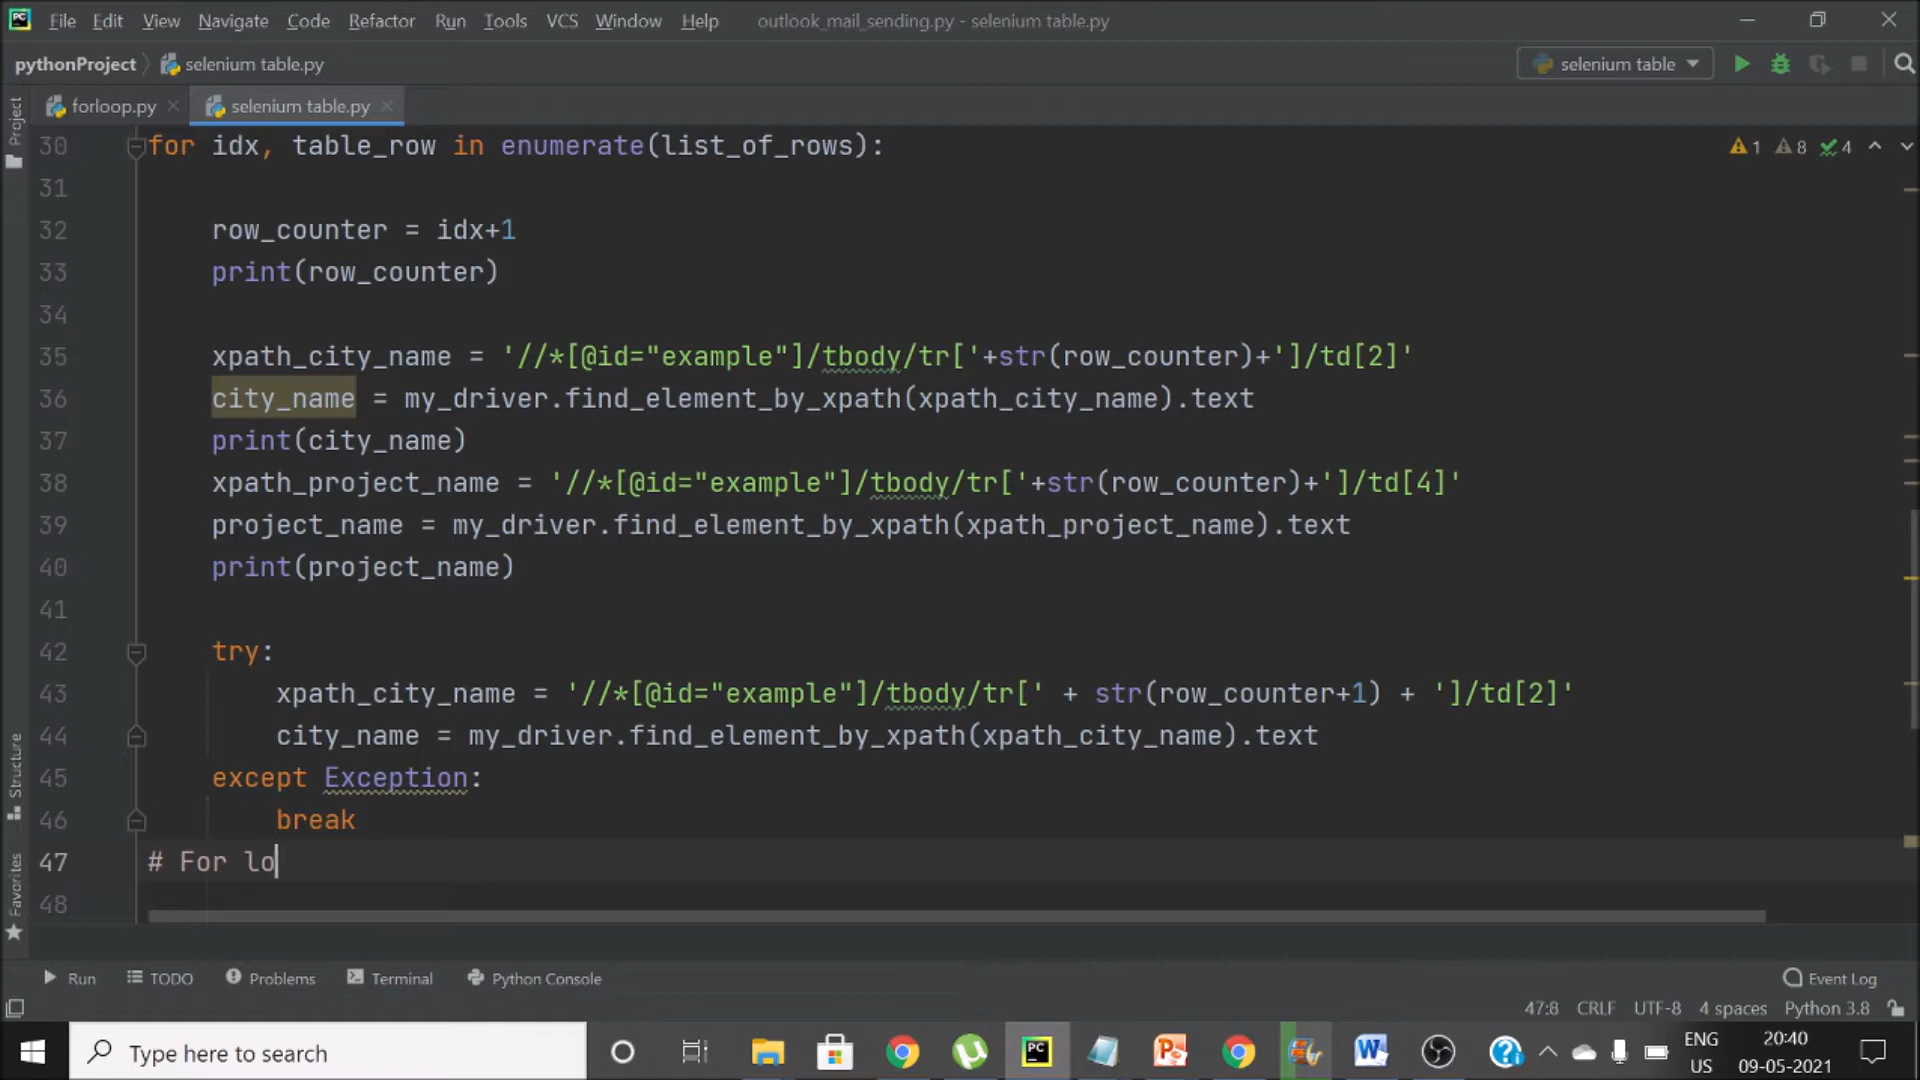 File Edit View Navigate Code Refactor Run Tools VCS Window Help outlook_mail_sending.py - selenium table.py
pythonProject selenium table.py selenium table
forloop.py selenium table.py
Project
30 for idx, table_row in enumerate(list_of_rows):
1 8 4
31
32 row_counter = idx+1
33 print(row_counter)
34
35 xpath_city_name = '//*[@id="example"]/tbody/tr['+str(row_counter)+']/td[2]'
36 city_name = my_driver.find_element_by_xpath(xpath_city_name).text
37 print(city_name)
38 xpath_project_name = '//*[@id="example"]/tbody/tr['+str(row_counter)+']/td[4]'
39 project_name = my_driver.find_element_by_xpath(xpath_project_name).text
40 print(project_name)
41
42 try:
43 xpath_city_name = '//*[@id="example"]/tbody/tr[' + str(row_counter+1) + ']/td[2]'
44 city_name = my_driver.find_element_by_xpath(xpath_city_name).text
45 except Exception:
46 break
47 # For lo
48
Structure
Favorites
Run TODO Problems Terminal Python Console Event Log
47:8 CRLF UTF-8 4 spaces Python 3.8
Type here to search
ENG
US
20:40
09-05-2021